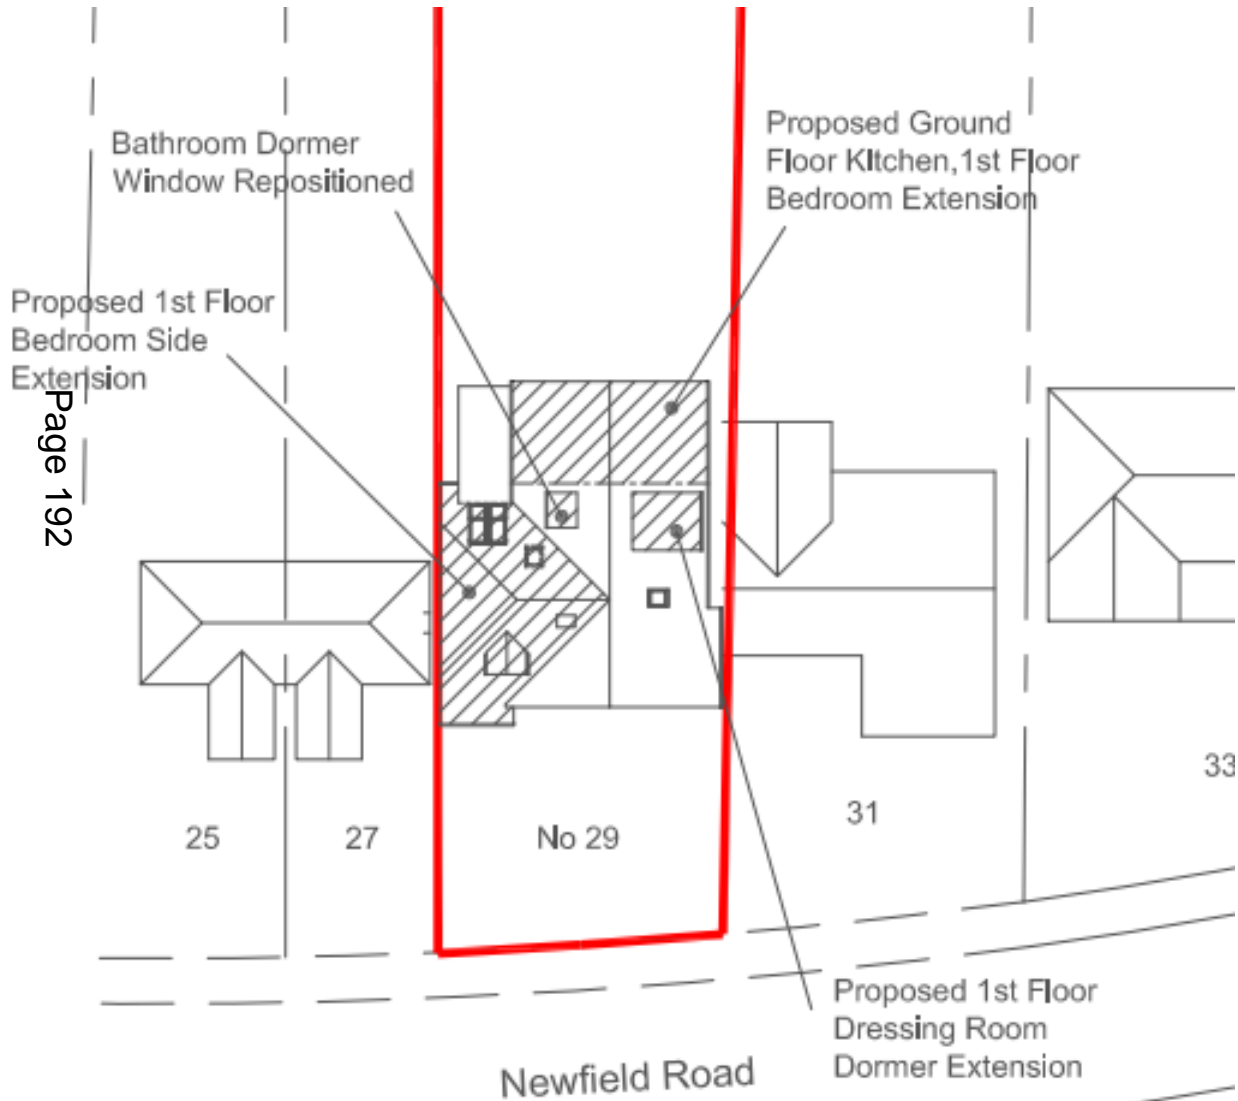 Bathroom Dormer
Window Repositioned
Proposed Ground
Floor KItchen,1st Floor
Bedroom Extension
Proposed 1st Floor
Bedroom Side
Extension
Page 192
25
27
No 29
31
33
Proposed 1st Floor
Dressing Room
Dormer Extension
Newfield Road